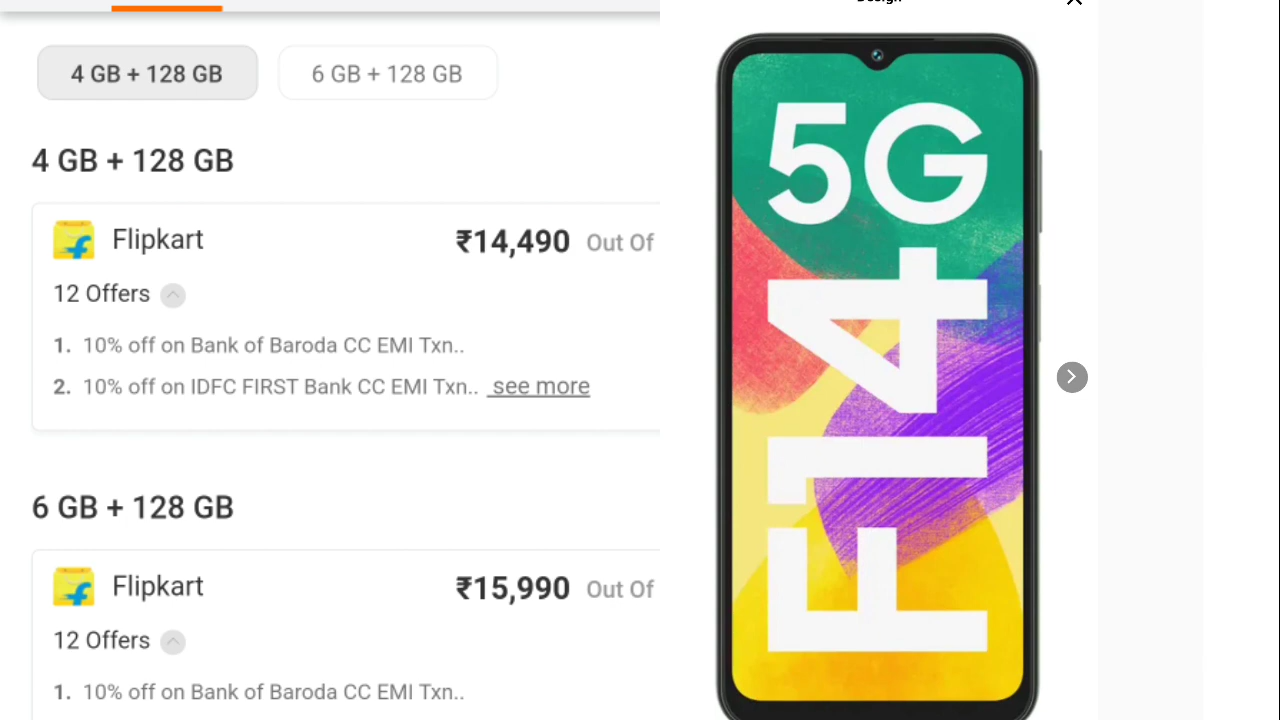 4 GB + 128 GB
6 GB + 128 GB
4 GB + 128 GB
Flipkart
₹14,490 Out Of
12 Offers
1. 10% off on Bank of Baroda CC EMI Txn..
2. 10% off on IDFC FIRST Bank CC EMI Txn.. see more
6 GB + 128 GB
Flipkart
₹15,990 Out Of
12 Offers
1. 10% off on Bank of Baroda CC EMI Txn..
Design
5G
F14